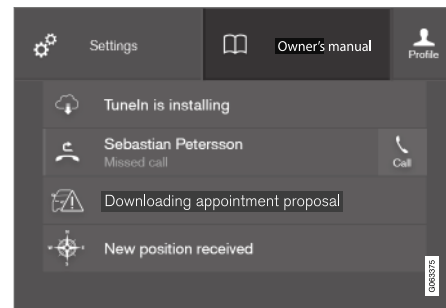 Settings
Owner's manual
Profile
TuneIn is installing
Sebastian Petersson
Missed call
Call
Downloading appointment proposal
New position received
G063375